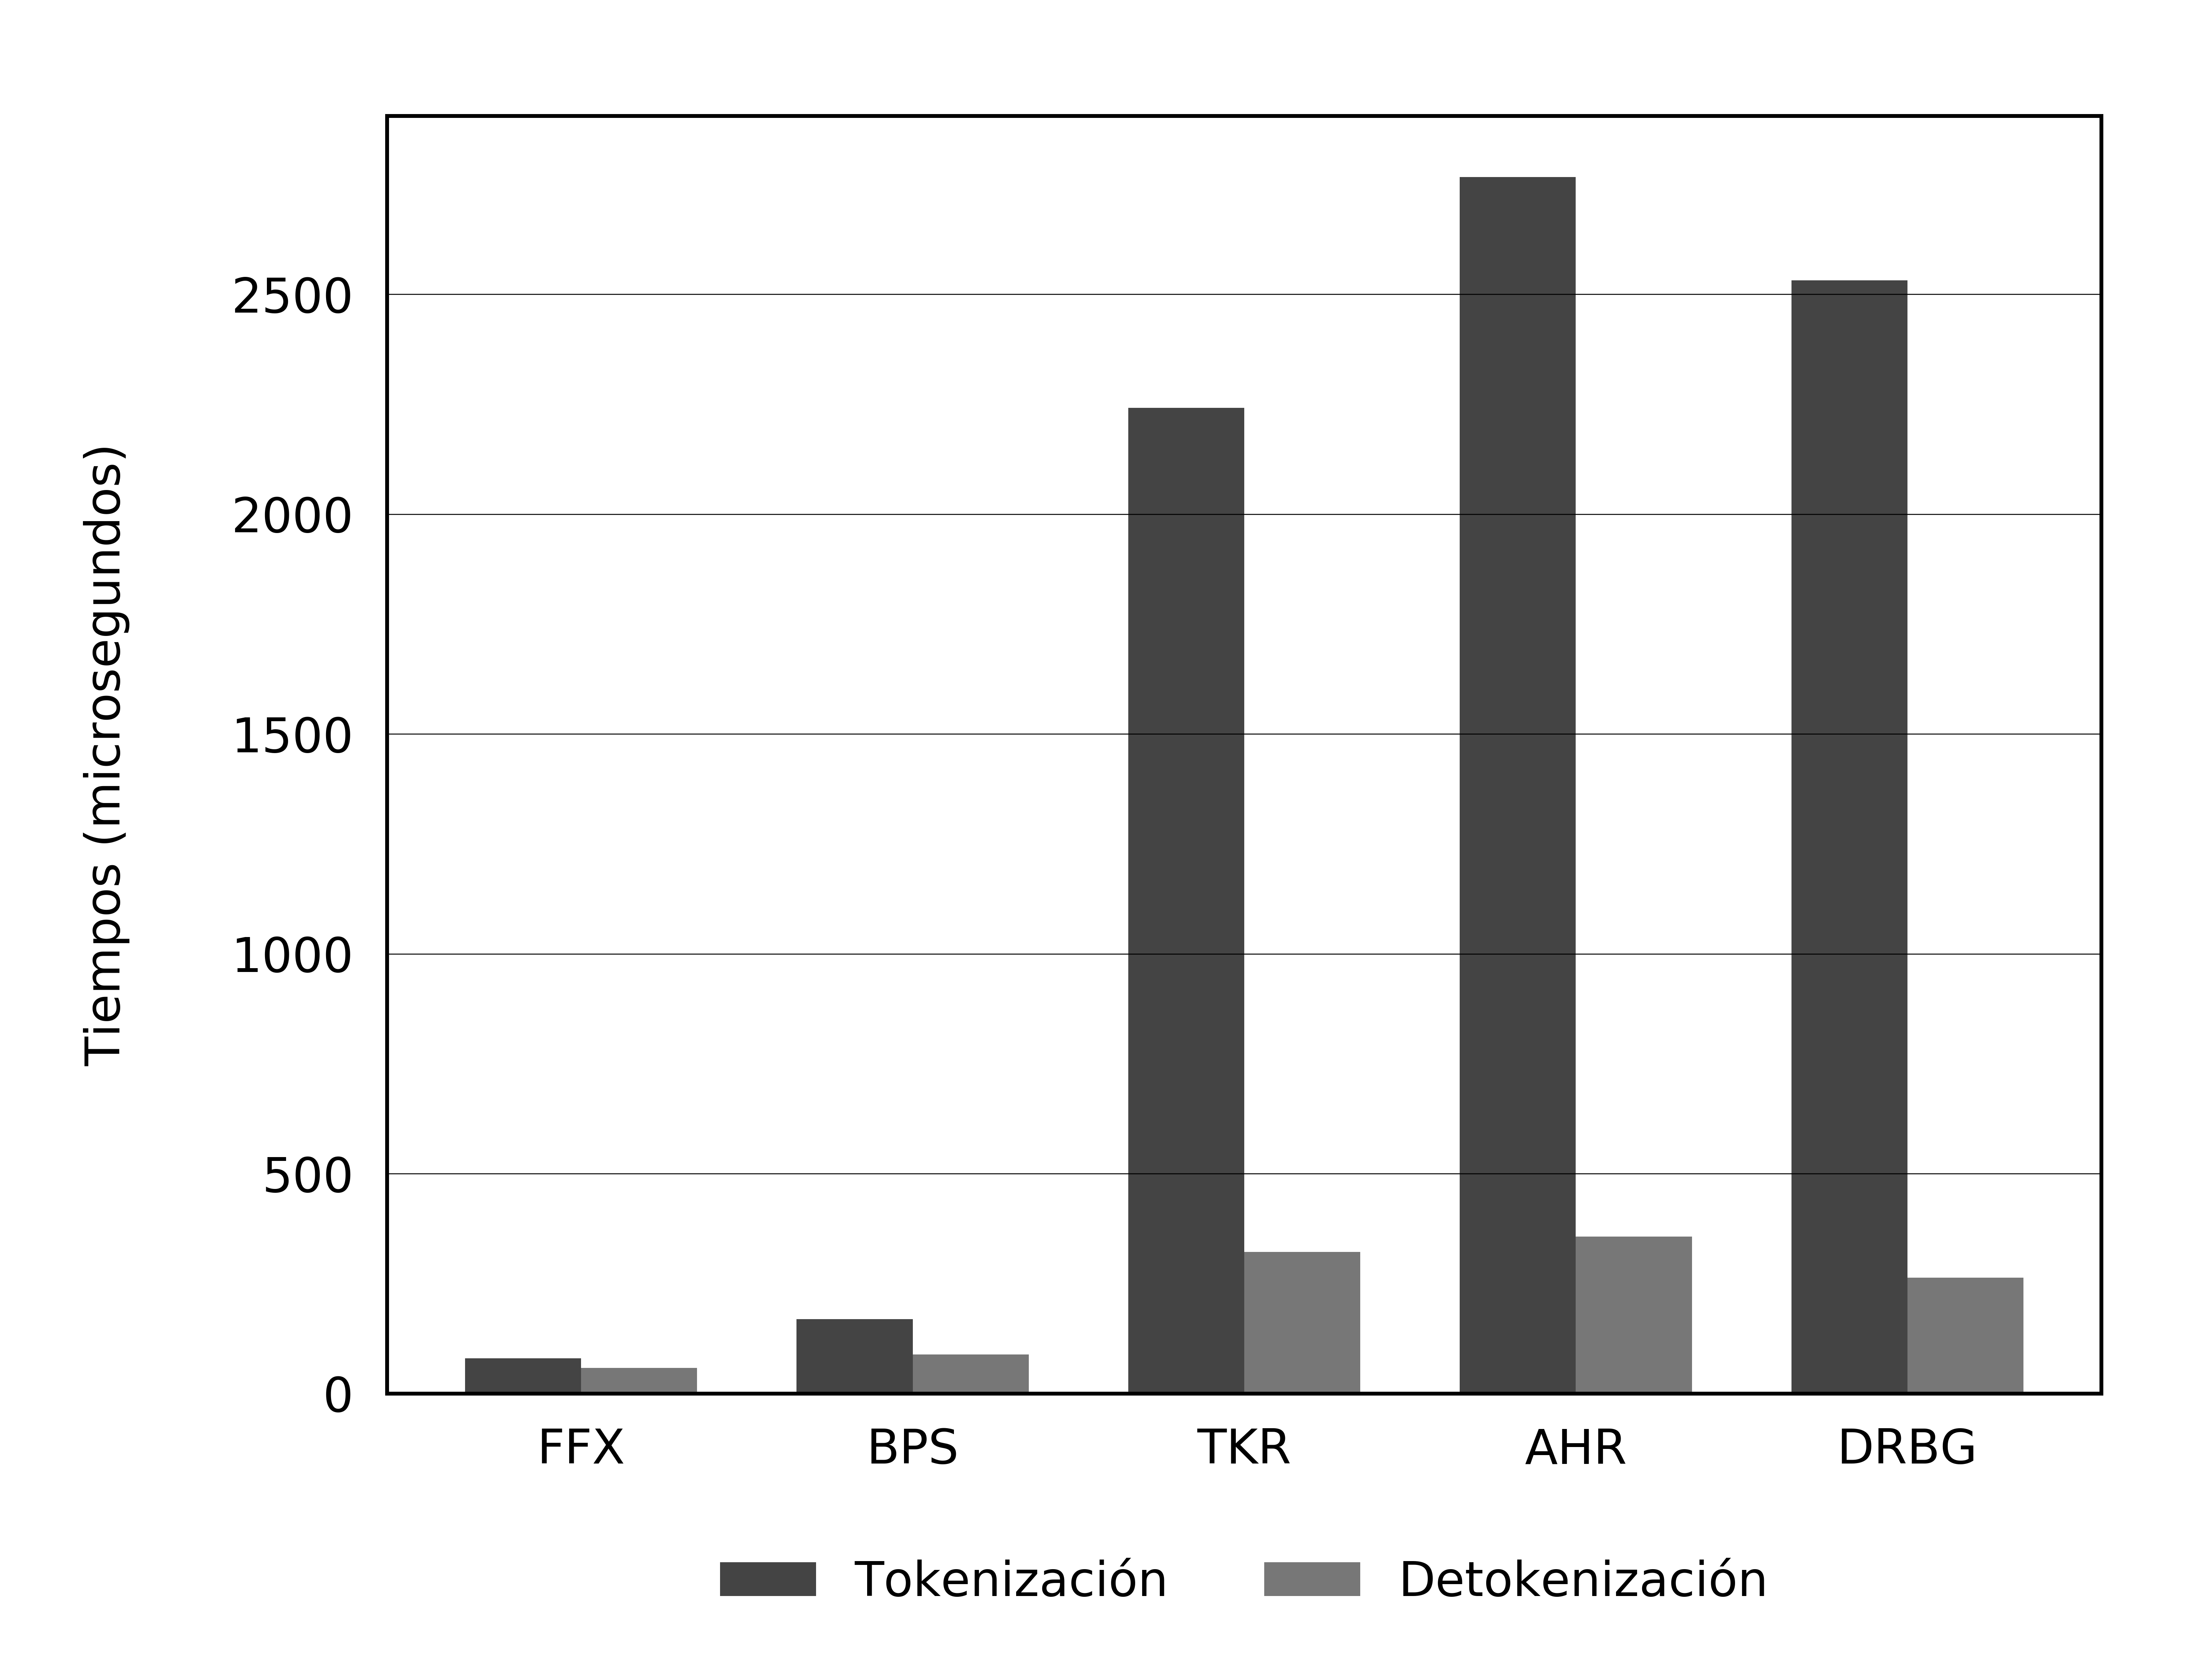 Tiempos (microsegundos)
2500
2000
1500
1000
500
0
FFX BPS TKR AHR DRBG
Tokenización Detokenización